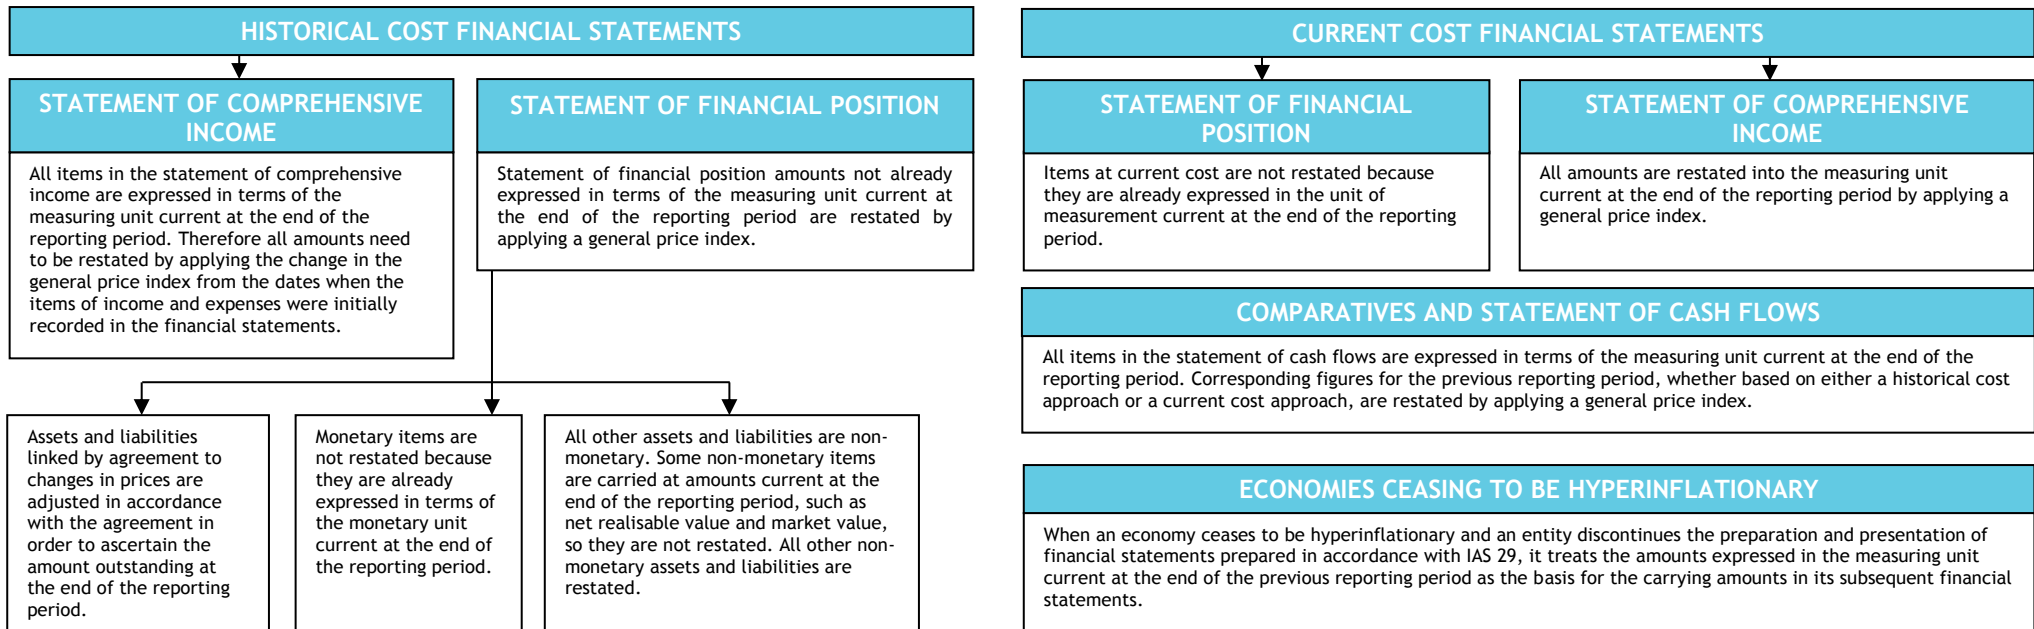 HISTORICAL COST FINANCIAL STATEMENTS
STATEMENT OF COMPREHENSIVE
INCOME
All items in the statement of comprehensive
income are expressed in terms of the
measuring unit current at the end of the
reporting period. Therefore all amounts need
to be restated by applying the change in the
general price index from the dates when the
items of income and expenses were initially
recorded in the financial statements.
STATEMENT OF FINANCIAL POSITION
Statement of financial position amounts not already
expressed in terms of the measuring unit current at
the end of the reporting period are restated by
applying a general price index.
Assets and liabilities
linked by agreement to
changes in prices are
adjusted in accordance
with the agreement in
order to ascertain the
amount outstanding at
the end of the reporting
period.
Monetary items are
not restated because
they are already
expressed in terms of
the monetary unit
current at the end of
the reporting period.
All other assets and liabilities are non-
monetary. Some non-monetary items
are carried at amounts current at the
end of the reporting period, such as
net realisable value and market value,
so they are not restated. All other non-
monetary assets and liabilities are
restated.
CURRENT COST FINANCIAL STATEMENTS
STATEMENT OF FINANCIAL
POSITION
Items at current cost are not restated because
they are already expressed in the unit of
measurement current at the end of the reporting
period.
STATEMENT OF COMPREHENSIVE
INCOME
All amounts are restated into the measuring unit
current at the end of the reporting period by applying a
general price index.
COMPARATIVES AND STATEMENT OF CASH FLOWS
All items in the statement of cash flows are expressed in terms of the measuring unit current at the end of the
reporting period. Corresponding figures for the previous reporting period, whether based on either a historical cost
approach or a current cost approach, are restated by applying a general price index.
ECONOMIES CEASING TO BE HYPERINFLATIONARY
When an economy ceases to be hyperinflationary and an entity discontinues the preparation and presentation of
financial statements prepared in accordance with IAS 29, it treats the amounts expressed in the measuring unit
current at the end of the previous reporting period as the basis for the carrying amounts in its subsequent financial
statements.